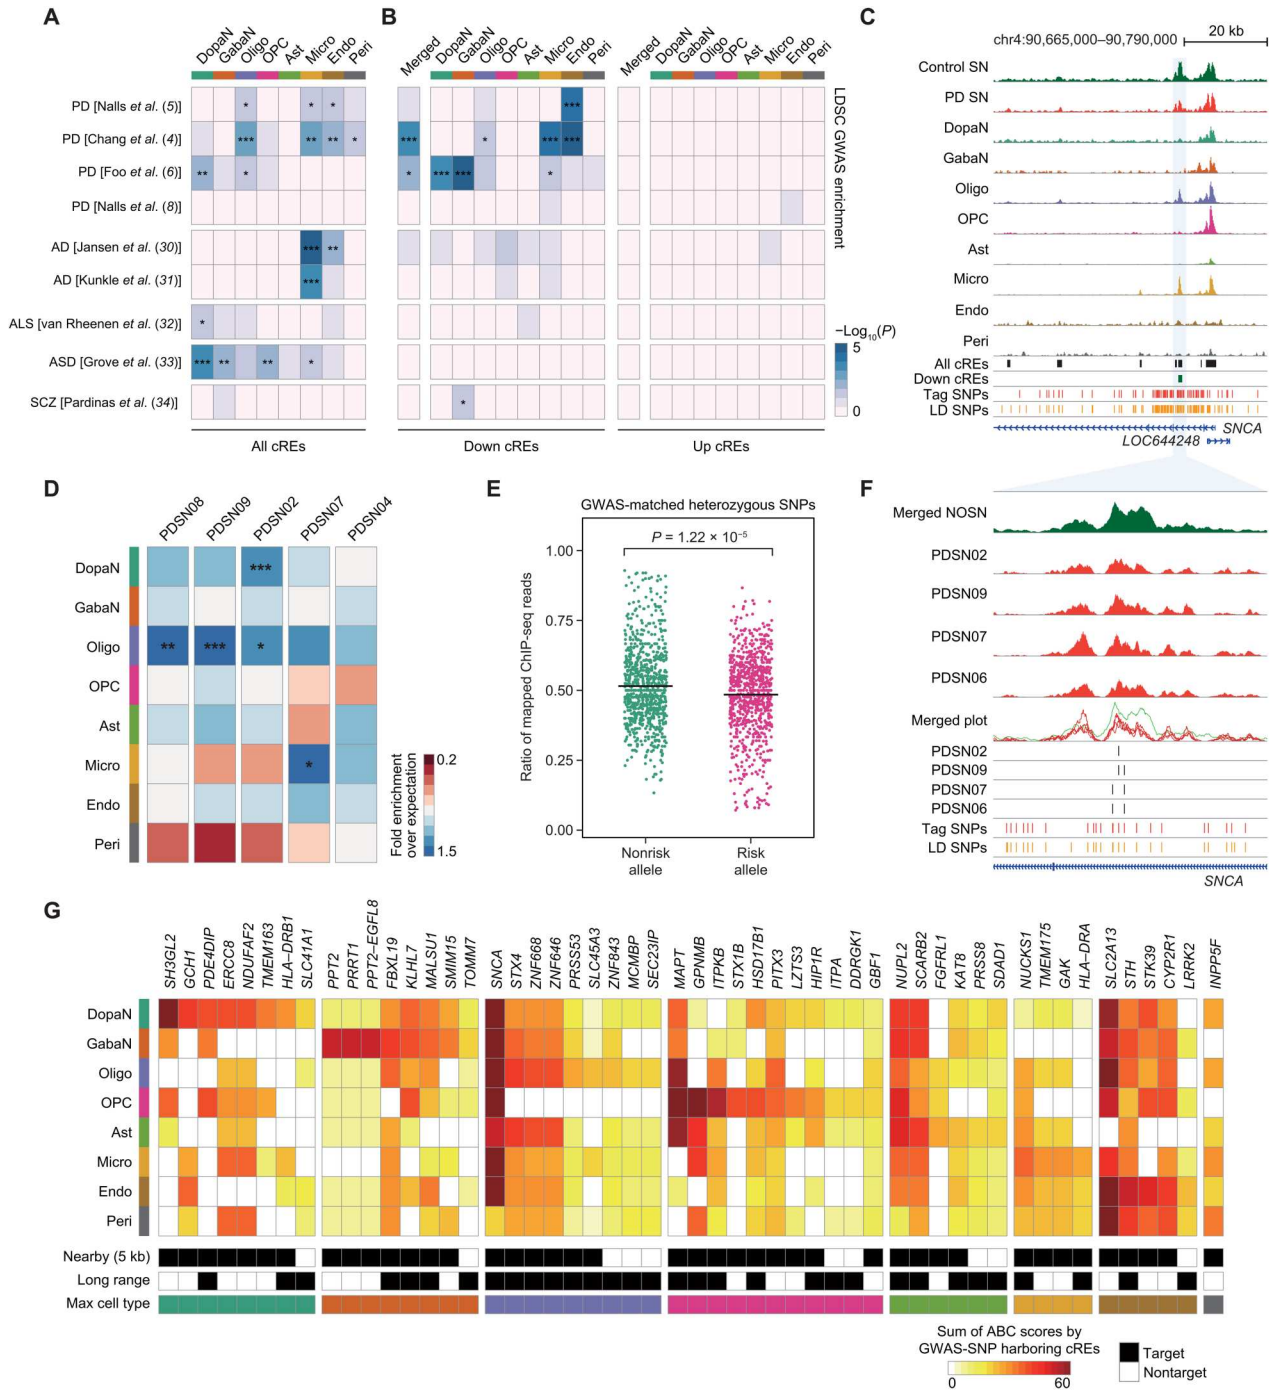 A
DopaN
GabaN
Oligo
OPC
Ast
Micro
Endo
Peri
PD [Nalls et al. (5)]
PD [Chang et al. (4)]
PD [Foo et al. (6)]
PD [Nalls et al. (8)]
AD [Jansen et al. (30)]
AD [Kunkle et al. (31)]
ALS [van Rheenen et al. (32)]
ASD [Grove et al. (33)]
SCZ [Pardinas et al. (34)]
All cREs
B
Merged
DopaN
GabaN
Oligo
OPC
Ast
Micro
Endo
Peri
Down cREs
Merged
DopaN
GabaN
Oligo
OPC
Ast
Micro
Endo
Peri
Up cREs
LDSC GWAS enrichment
−Log10(P)
5
0
C
20 kb
chr4:90,665,000–90,790,000
Control SN
PD SN
DopaN
GabaN
Oligo
OPC
Ast
Micro
Endo
Peri
All cREs
Down cREs
Tag SNPs
LD SNPs
SNCA
LOC644248
D
PDSN08
PDSN09
PDSN02
PDSN07
PDSN04
DopaN
GabaN
Oligo
OPC
Ast
Micro
Endo
Peri
Fold enrichment
over expectation
0.2
1.5
E
GWAS-matched heterozygous SNPs
P = 1.22 × 10−5
Ratio of mapped ChIP-seq reads
1.00
0.75
0.50
0.25
0.00
Nonrisk
allele
Risk
allele
F
Merged NOSN
PDSN02
PDSN09
PDSN07
PDSN06
Merged plot
PDSN02
PDSN09
PDSN07
PDSN06
Tag SNPs
LD SNPs
SNCA
G
SH3GL2
GCH1
PDE4DIP
ERCC8
NDUFAF2
TMEM163
HLA–DRB1
SLC41A1
PPT2
PRRT1
PPT2–EGFL8
FBXL19
KLHL7
MALSU1
SMIM15
TOMM7
SNCA
STX4
ZNF668
ZNF646
PRSS53
SLC45A3
ZNF843
MCMBP
SEC23IP
MAPT
GPNMB
ITPKB
STX1B
HSD17B1
PITX3
LZTS3
HIP1R
ITPA
DDRGK1
GBF1
NUPL2
SCARB2
FGFRL1
KAT8
PRSS8
SDAD1
NUCKS1
TMEM175
GAK
HLA–DRA
SLC2A13
STH
STK39
CYP2R1
LRRK2
INPP5F
DopaN
GabaN
Oligo
OPC
Ast
Micro
Endo
Peri
Nearby (5 kb)
Long range
Max cell type
Sum of ABC scores by
GWAS-SNP harboring cREs
0
60
Target
Nontarget